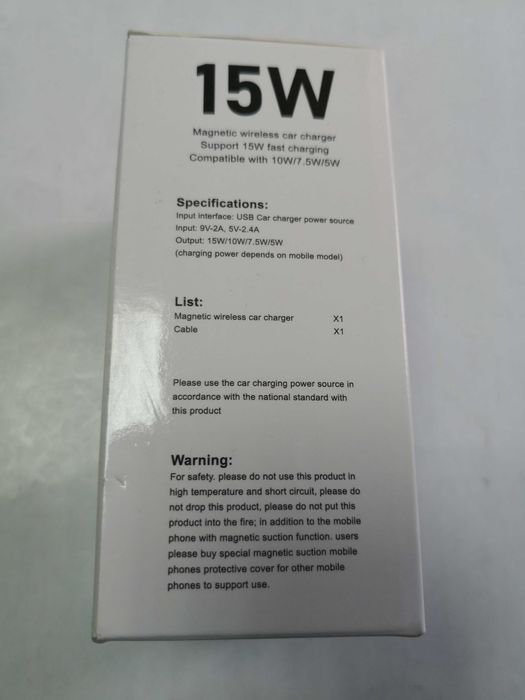 15W
Magnetic wireless car charger
Support 15W fast charging
Compatible with 10W/7.5W/5W
Specifications:
Input interface: USB Car charger power source
Input: 9V-2A, 5V-2.4A
Output: 15W/10W/7.5W/5W
(charging power depends on mobile model)
List:
Magnetic wireless car charger X1
Cable X1
Please use the car charging power source in
accordance with the national standard with
this product
Warning:
For safety. please do not use this product in
high temperature and short circuit, please do
not drop this product, please do not put this
product into the fire; in addition to the mobile
phone with magnetic suction function. users
please buy special magnetic suction mobile
phones protective cover for other mobile
phones to support use.